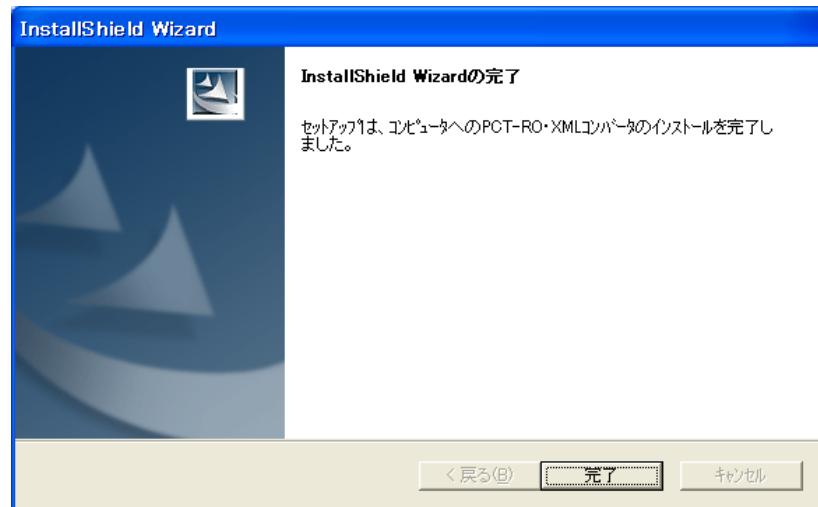 InstallShield Wizard
InstallShield Wizardの完了
ｾｯﾄｱｯﾌﾟは、ｺﾝﾋﾟｭｰﾀへのPCT-RO･XMLｺﾝﾊﾞｰﾀのｲﾝｽﾄｰﾙを完了し
ました。
< 戻る(B)
完了
ｷｬﾝｾﾙ